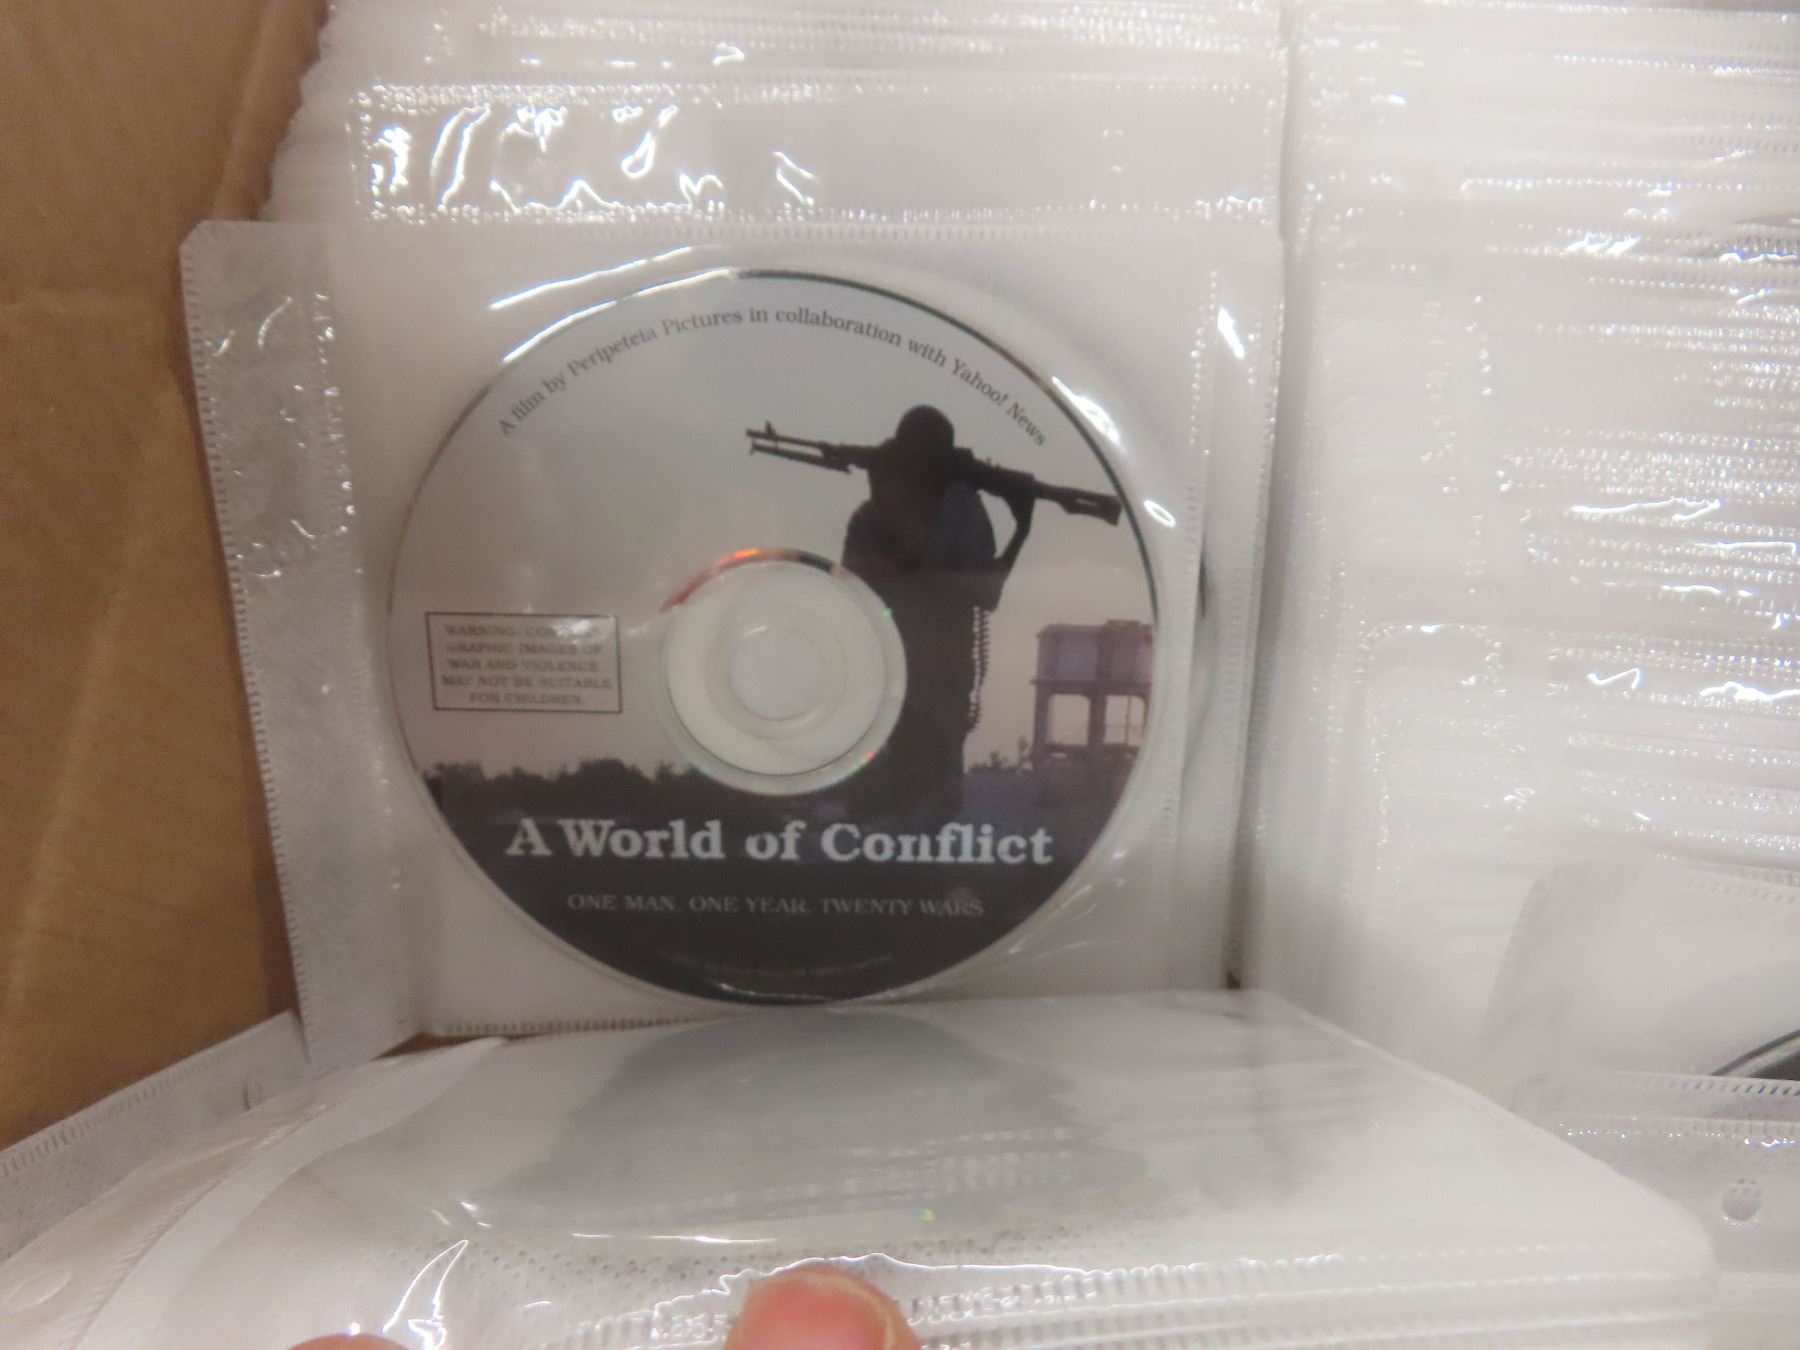 A film by Peripeteia Pictures in collaboration with Yahoo! News
WARNING: CONTAINS
GRAPHIC IMAGES OF
WAR AND VIOLENCE.
MAY NOT BE SUITABLE
FOR CHILDREN.
A World of Conflict
ONE MAN. ONE YEAR. TWENTY WARS